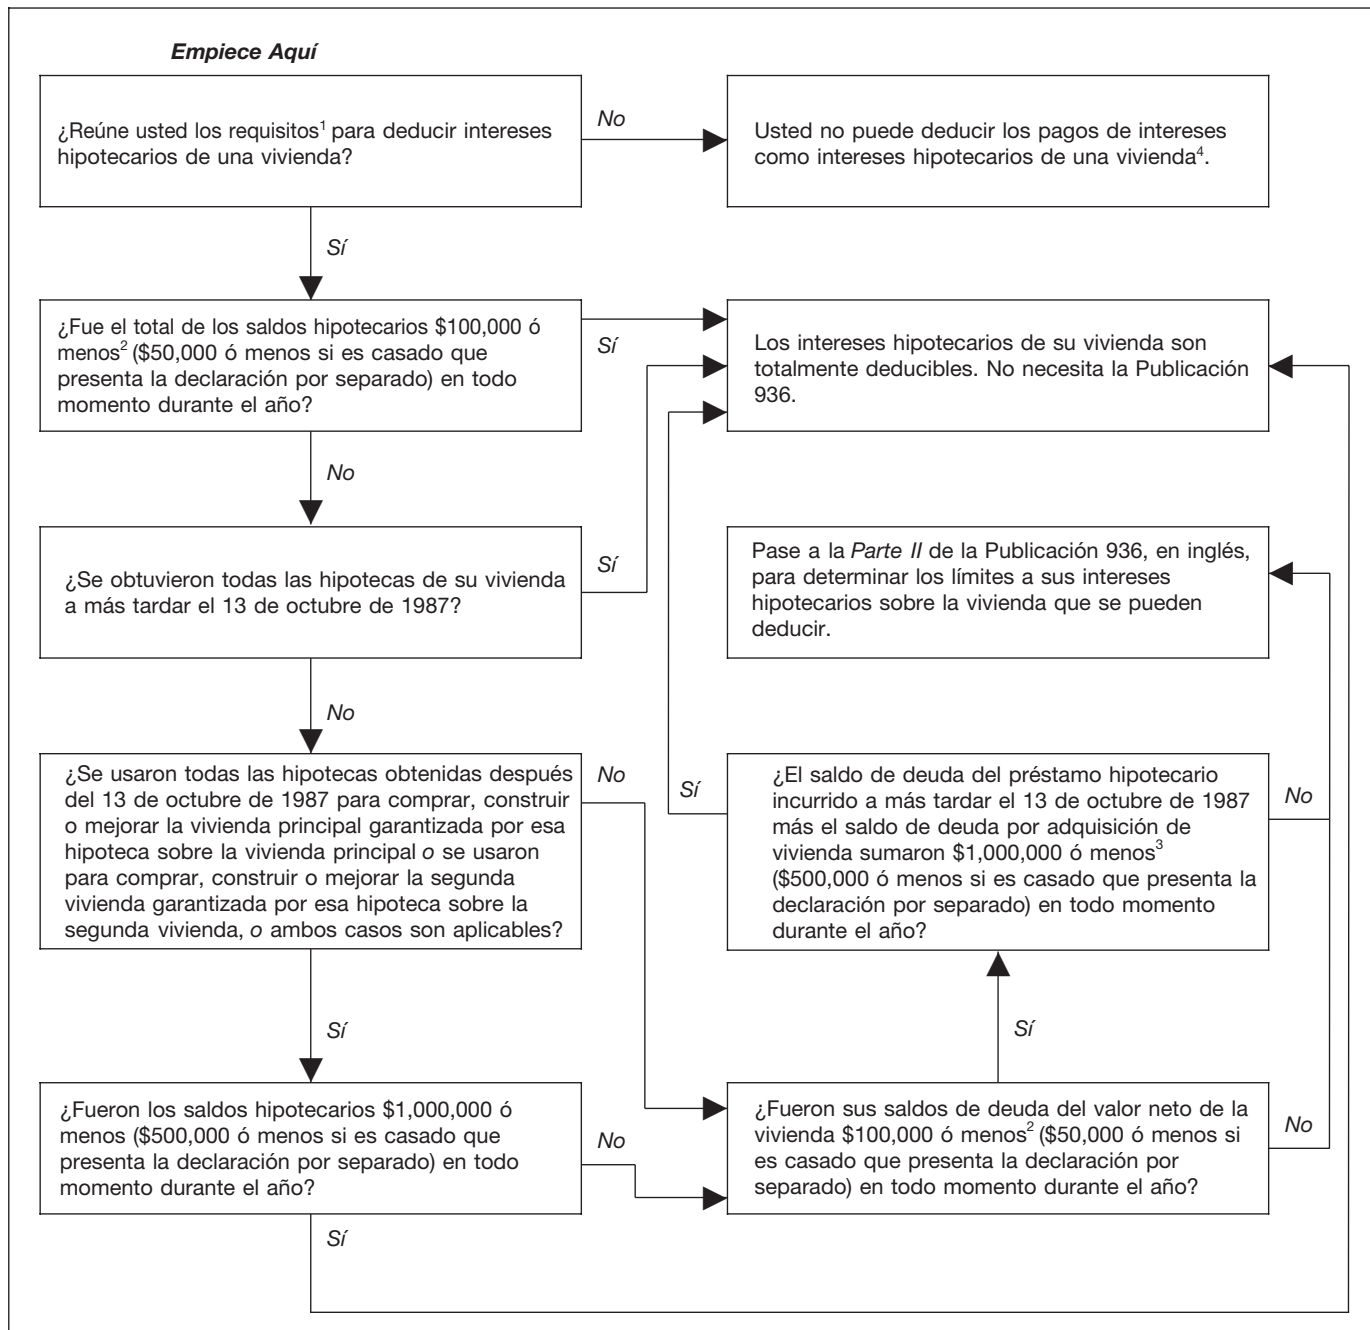 Empiece Aquí
¿Reúne usted los requisitos¹ para deducir intereses
hipotecarios de una vivienda?
No
Usted no puede deducir los pagos de intereses
como intereses hipotecarios de una vivienda⁴.
Sí
¿Fue el total de los saldos hipotecarios $100,000 ó
menos² ($50,000 ó menos si es casado que
presenta la declaración por separado) en todo
momento durante el año?
Sí
Los intereses hipotecarios de su vivienda son
totalmente deducibles. No necesita la Publicación
936.
No
¿Se obtuvieron todas las hipotecas de su vivienda
a más tardar el 13 de octubre de 1987?
Sí
Pase a la Parte II de la Publicación 936, en inglés,
para determinar los límites a sus intereses
hipotecarios sobre la vivienda que se pueden
deducir.
No
¿Se usaron todas las hipotecas obtenidas después
del 13 de octubre de 1987 para comprar, construir
o mejorar la vivienda principal garantizada por esa
hipoteca sobre la vivienda principal o se usaron
para comprar, construir o mejorar la segunda
vivienda garantizada por esa hipoteca sobre la
segunda vivienda, o ambos casos son aplicables?
No
Sí
¿El saldo de deuda del préstamo hipotecario
incurrido a más tardar el 13 de octubre de 1987
más el saldo de deuda por adquisición de
vivienda sumaron $1,000,000 ó menos³
($500,000 ó menos si es casado que presenta la
declaración por separado) en todo momento
durante el año?
No
Sí
Sí
¿Fueron los saldos hipotecarios $1,000,000 ó
menos ($500,000 ó menos si es casado que
presenta la declaración por separado) en todo
momento durante el año?
No
¿Fueron sus saldos de deuda del valor neto de la
vivienda $100,000 ó menos² ($50,000 ó menos si
es casado que presenta la declaración por
separado) en todo momento durante el año?
No
Sí